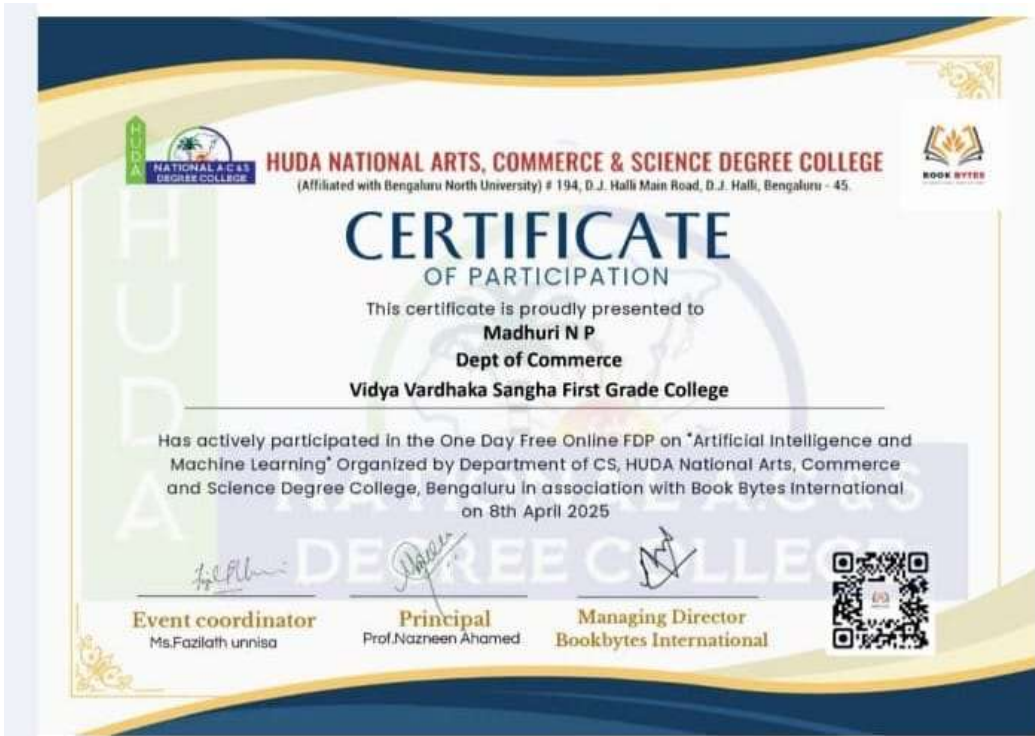 HUDA
NATIONAL A C & S
DEGREE COLLEGE
HUDA NATIONAL ARTS, COMMERCE & SCIENCE DEGREE COLLEGE
(Affiliated with Bengaluru North University) # 194, D.J. Halli Main Road, D.J. Halli, Bengaluru - 45.
BOOK BYTES
CERTIFICATE
OF PARTICIPATION
This certificate is proudly presented to
Madhuri N P
Dept of Commerce
Vidya Vardhaka Sangha First Grade College
Has actively participated in the One Day Free Online FDP on "Artificial Intelligence and
Machine Learning" Organized by Department of CS, HUDA National Arts, Commerce
and Science Degree College, Bengaluru in association with Book Bytes International
on 8th April 2025
Event coordinator
Ms.Fazilath unnisa
Principal
Prof.Nazneen Ahamed
Managing Director
Bookbytes International
HUDA
NATIONAL A.C & S
DEGREE COLLEGE